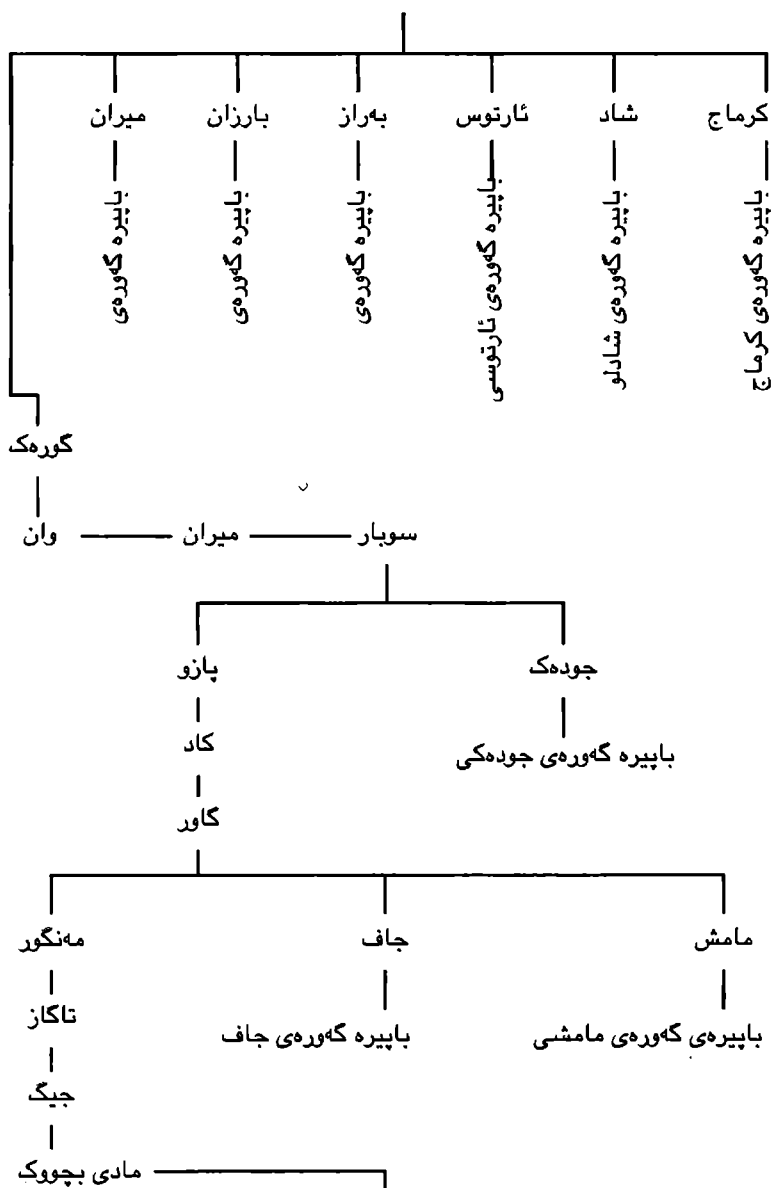 کرماج شاد ئارتوس بەراز بارزان میران
باپیرە گەورەی کرماج باپیرە گەورەی شادلو باپیرە گەورەی ئارتوسی باپیرە گەورەی باپیرە گەورەی باپیرە گەورەی
گورەک
سوبار میران وان
جودەک پازو
کاد
باپیرە گەورەی جودەکی
گاور
مامش جاف مەنگور
باپیرەی گەورەی مامشی باپیرە گەورەی جاف تاگاز
جیگ
مادی بچووک